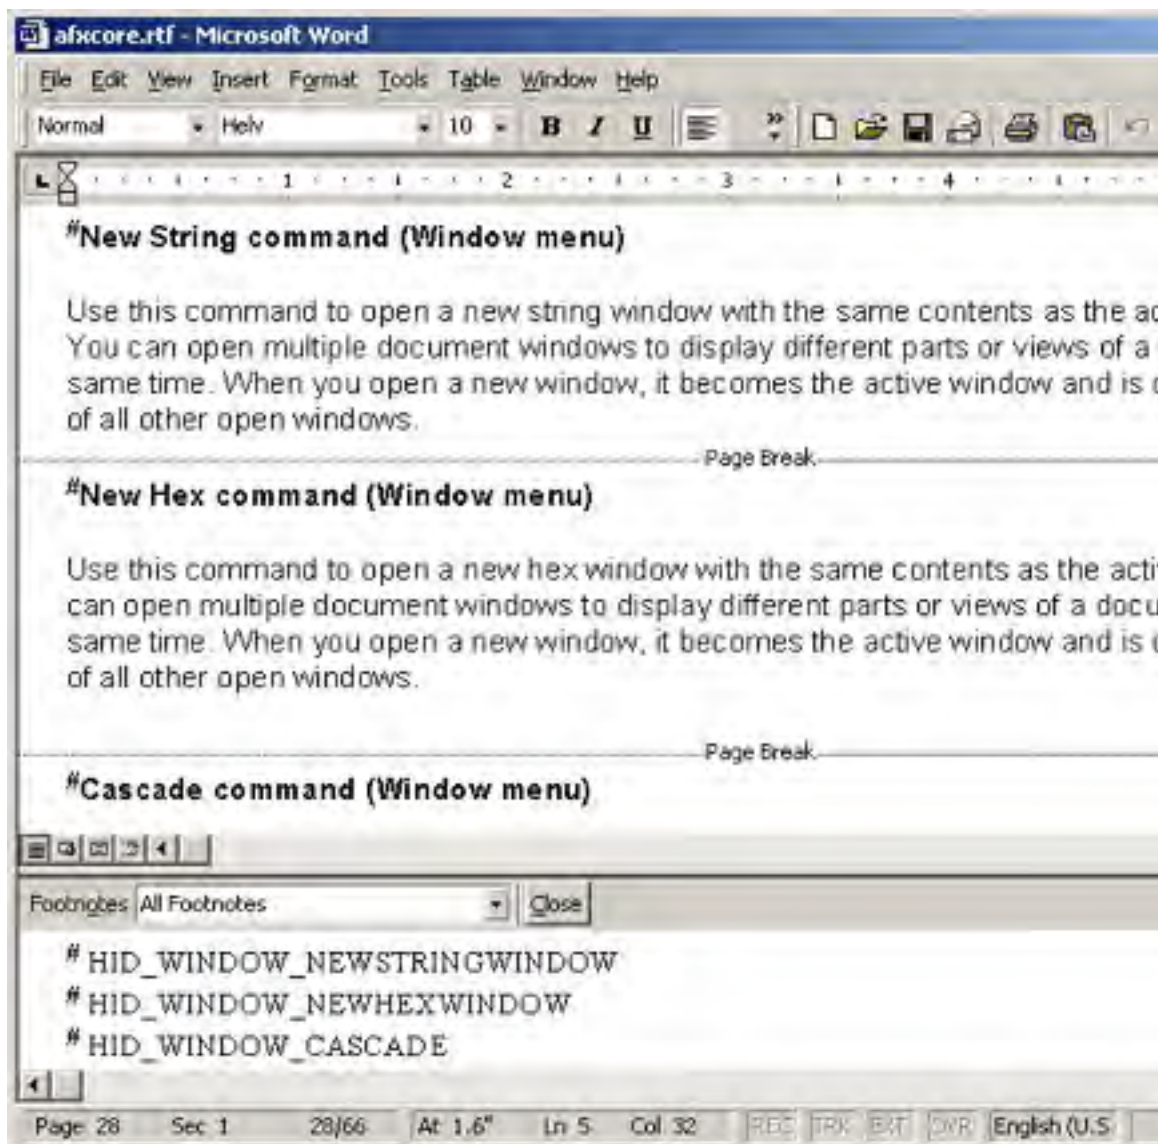 afxcore.rtf - Microsoft Word
File Edit View Insert Format Tools Table Window Help
Normal Helv 10 B I U
1 2 3 4
#New String command (Window menu)
Use this command to open a new string window with the same contents as the ac
You can open multiple document windows to display different parts or views of a
same time. When you open a new window, it becomes the active window and is
of all other open windows.
Page Break
#New Hex command (Window menu)
Use this command to open a new hex window with the same contents as the acti
can open multiple document windows to display different parts or views of a docu
same time. When you open a new window, it becomes the active window and is
of all other open windows.
Page Break
#Cascade command (Window menu)
Footnotes All Footnotes Close
# HID_WINDOW_NEWSTRINGWINDOW
# HID_WINDOW_NEWHEXWINDOW
# HID_WINDOW_CASCADE
Page 28 Sec 1 28/66 At 1.6" Ln 5 Col 32 REC TRK EXT OVR English (U.S